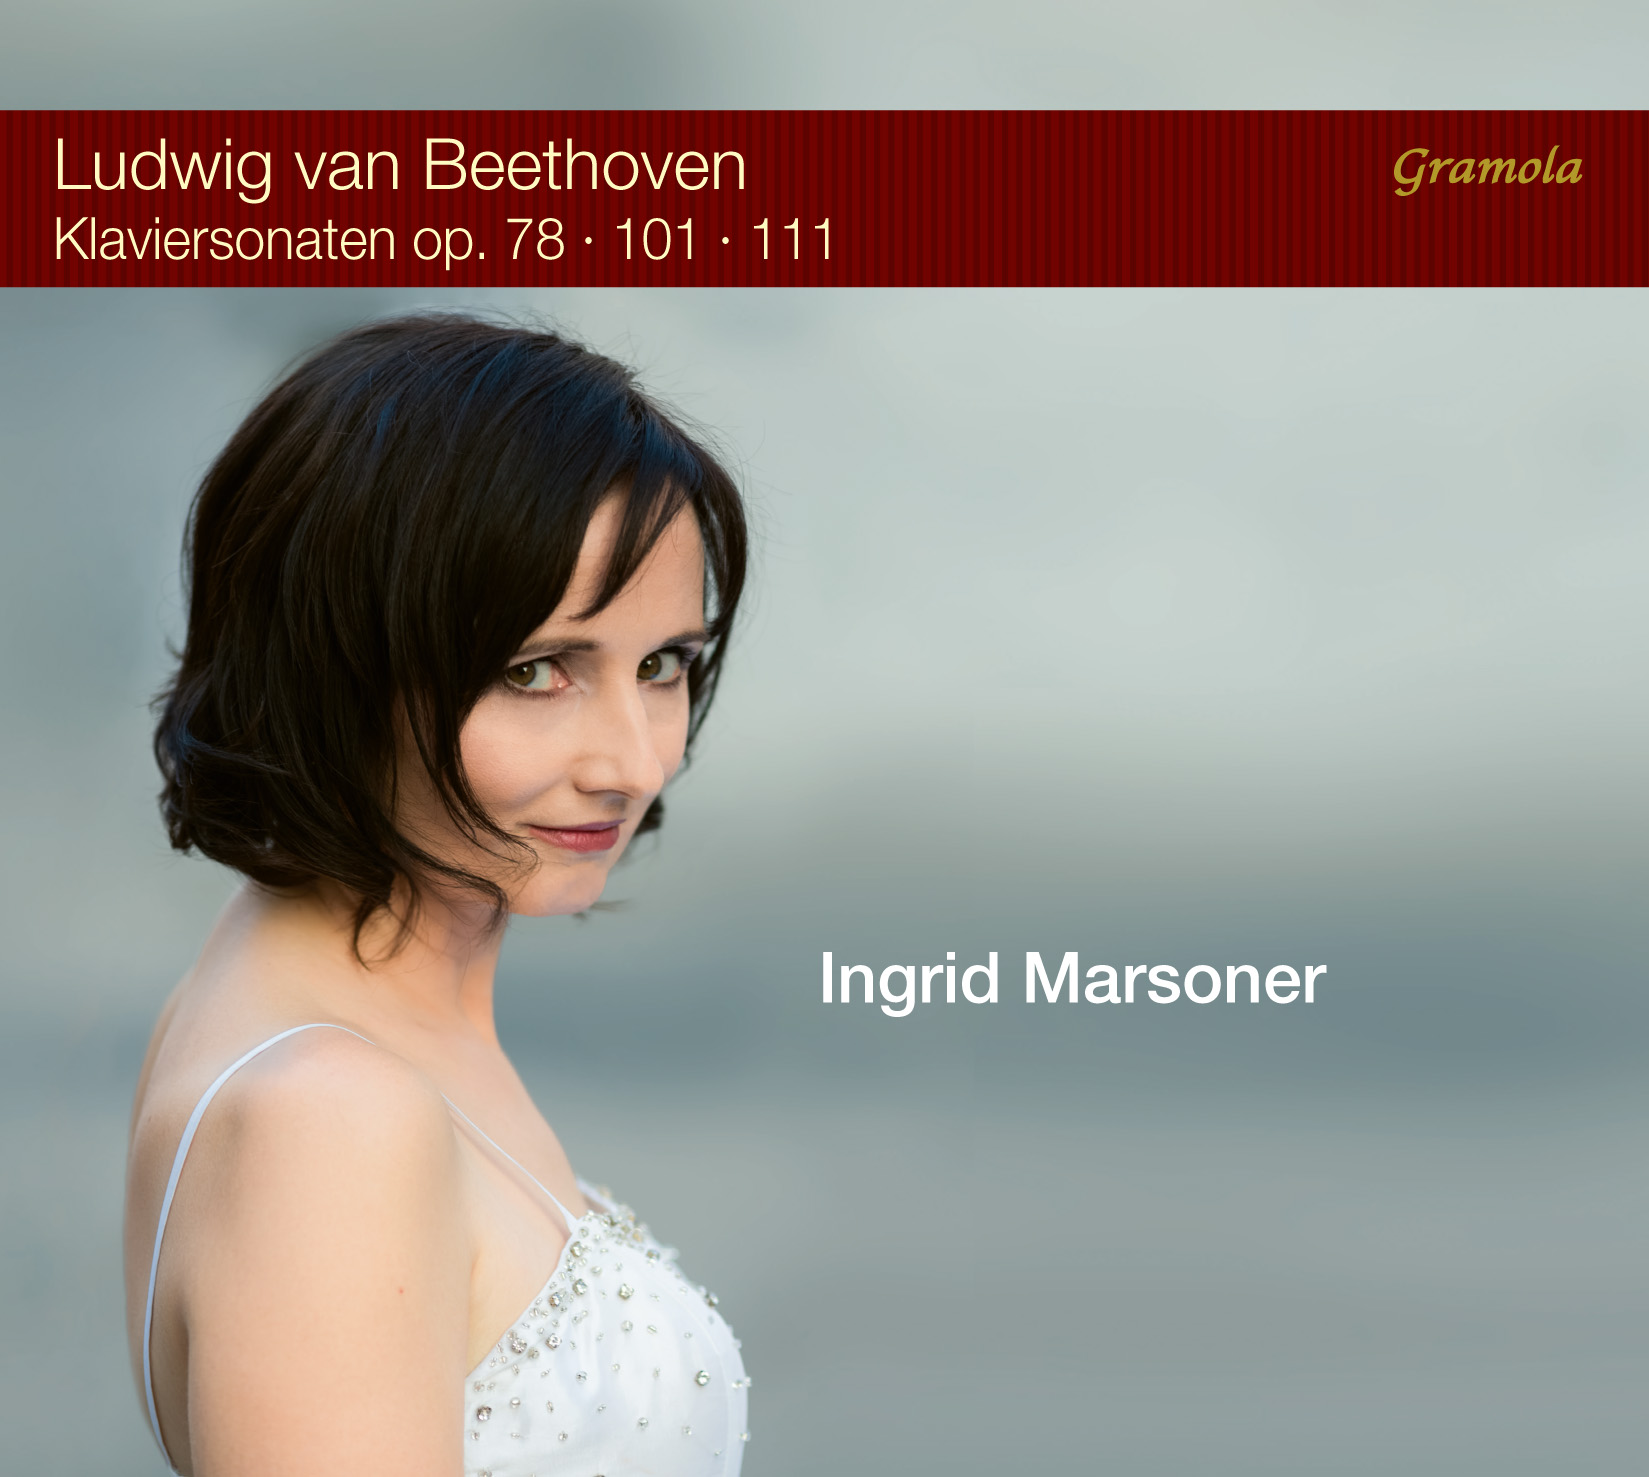 Ludwig van Beethoven
Gramola
Klaviersonaten op. 78 · 101 · 111
Ingrid Marsoner